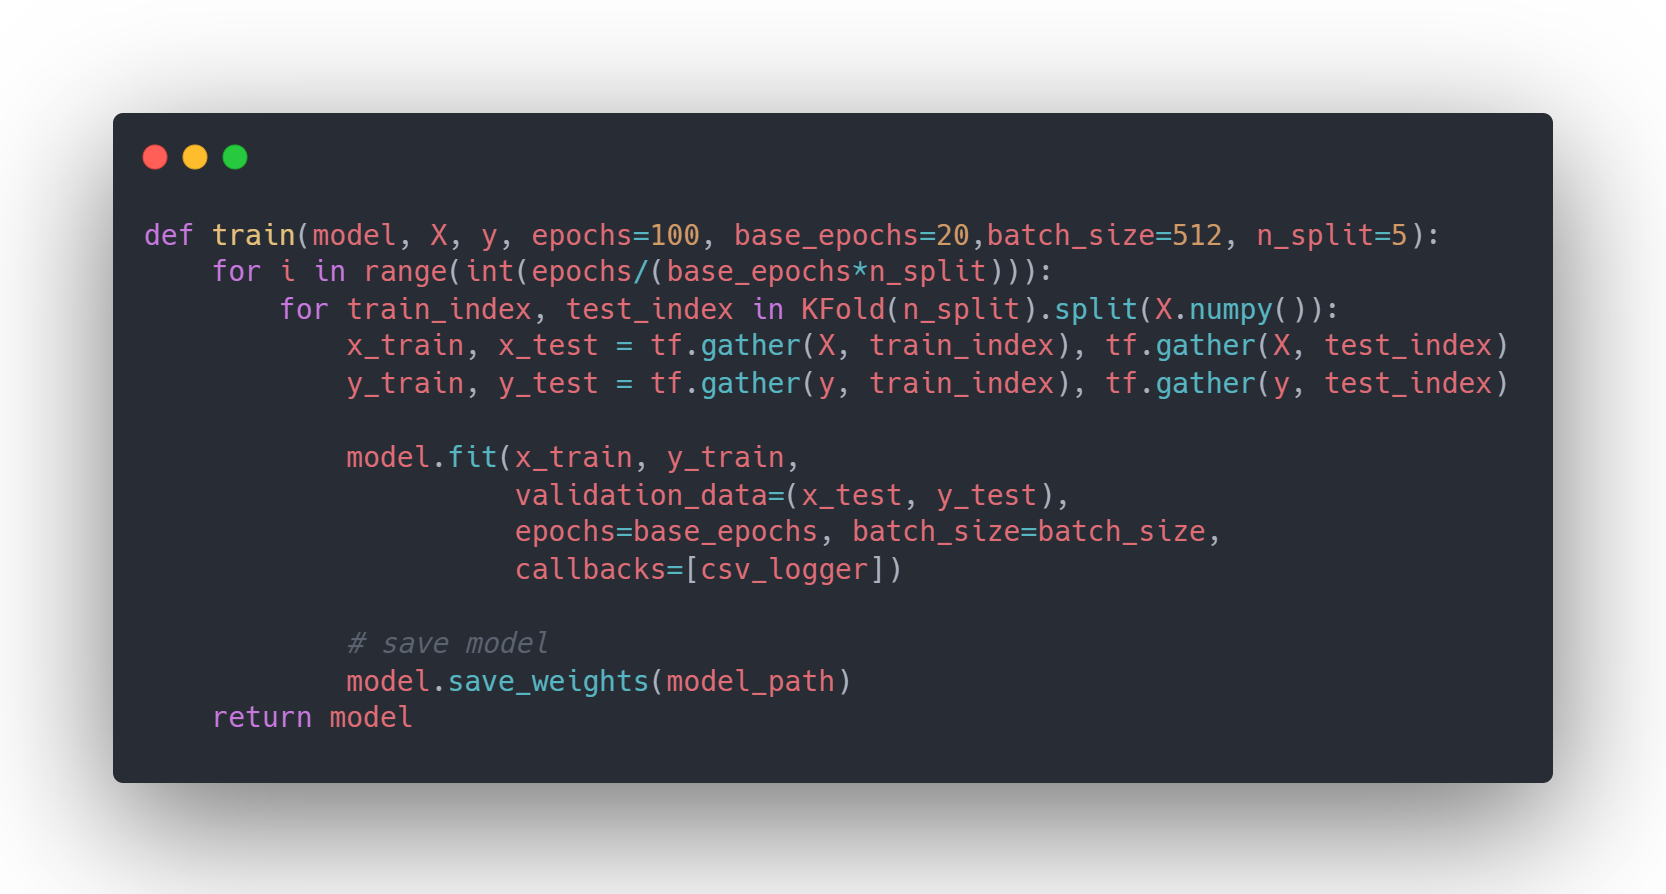 def train(model, X, y, epochs=100, base_epochs=20,batch_size=512, n_split=5):
    for i in range(int(epochs/(base_epochs*n_split))):
        for train_index, test_index in KFold(n_split).split(X.numpy()):
            x_train, x_test = tf.gather(X, train_index), tf.gather(X, test_index)
            y_train, y_test = tf.gather(y, train_index), tf.gather(y, test_index)

            model.fit(x_train, y_train,
                      validation_data=(x_test, y_test),
                      epochs=base_epochs, batch_size=batch_size,
                      callbacks=[csv_logger])

            # save model
            model.save_weights(model_path)
    return model